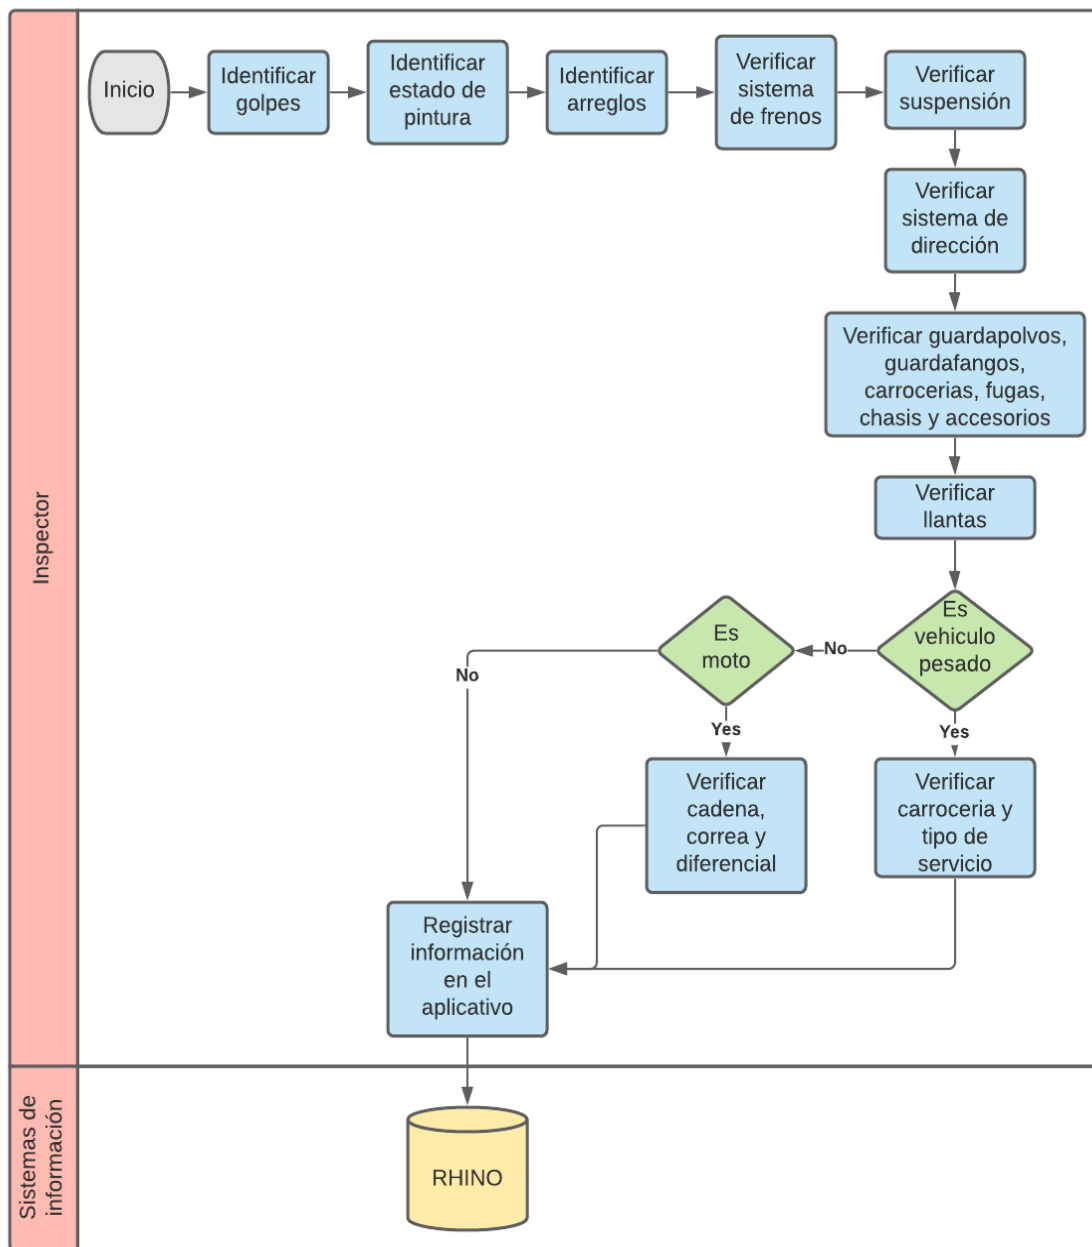 Inicio
Identificar
golpes
Identificar
estado de
pintura
Identificar
arreglos
Verificar
sistema
de frenos
Verificar
suspensión
Verificar
sistema de
dirección
Verificar guardapolvos,
guardafangos,
carrocerias, fugas,
chasis y accesorios
Verificar
llantas
Inspector
Es
vehiculo
pesado
No
Es
moto
No
Yes
Yes
Verificar
cadena,
correa y
diferencial
Verificar
carroceria y
tipo de
servicio
Registrar
información
en el
aplicativo
Sistemas de
información
RHINO